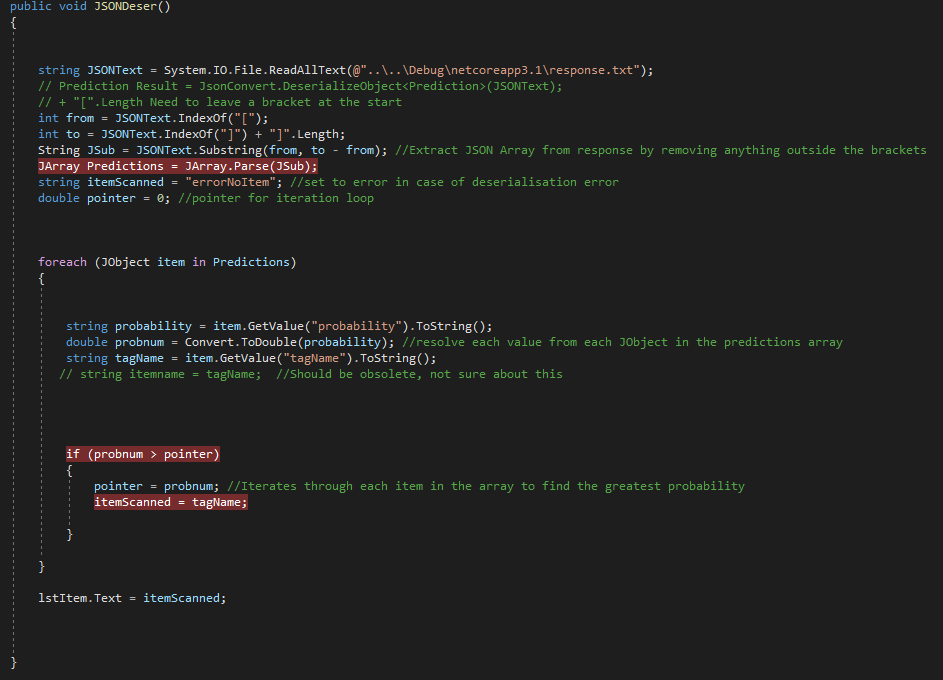 public void JSONDeser()
{
string JSONText = System.IO.File.ReadAllText(@"..\..\Debug\netcoreapp3.1\response.txt");
// Prediction Result = JsonConvert.DeserializeObject<Prediction>(JSONText);
// + "[".Length Need to leave a bracket at the start
int from = JSONText.IndexOf("[");
int to = JSONText.IndexOf("]") + "]".Length;
String JSub = JSONText.Substring(from, to - from); //Extract JSON Array from response by removing anything outside the brackets
JArray Predictions = JArray.Parse(JSub);
string itemScanned = "errorNoItem"; //set to error in case of deserialisation error
double pointer = 0; //pointer for iteration loop
foreach (JObject item in Predictions)
{
string probability = item.GetValue("probability").ToString();
double probnum = Convert.ToDouble(probability); //resolve each value from each JObject in the predictions array
string tagName = item.GetValue("tagName").ToString();
// string itemname = tagName;  //Should be obsolete, not sure about this
if (probnum > pointer)
{
pointer = probnum; //Iterates through each item in the array to find the greatest probability
itemScanned = tagName;
}
}
lstItem.Text = itemScanned;
}